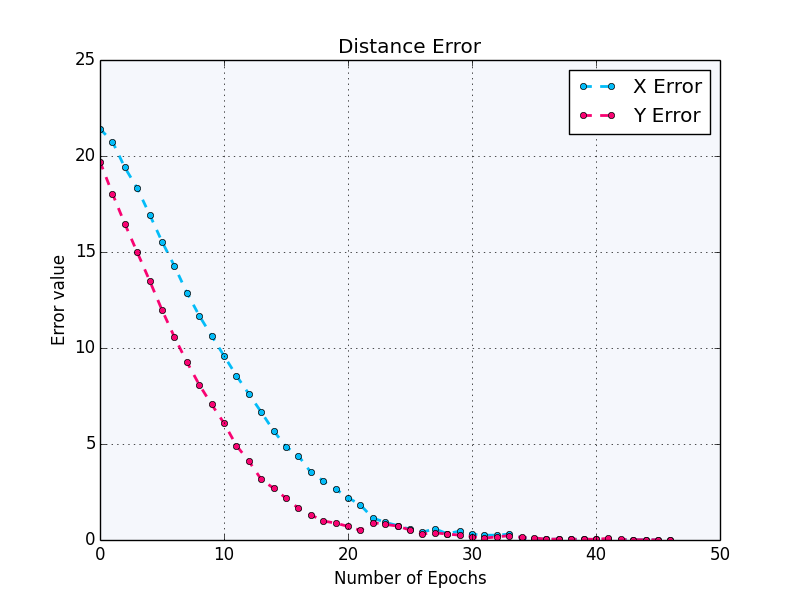 Distance Error
X Error
Y Error
Error value
25
20
15
10
5
0
0 10 20 30 40 50
Number of Epochs